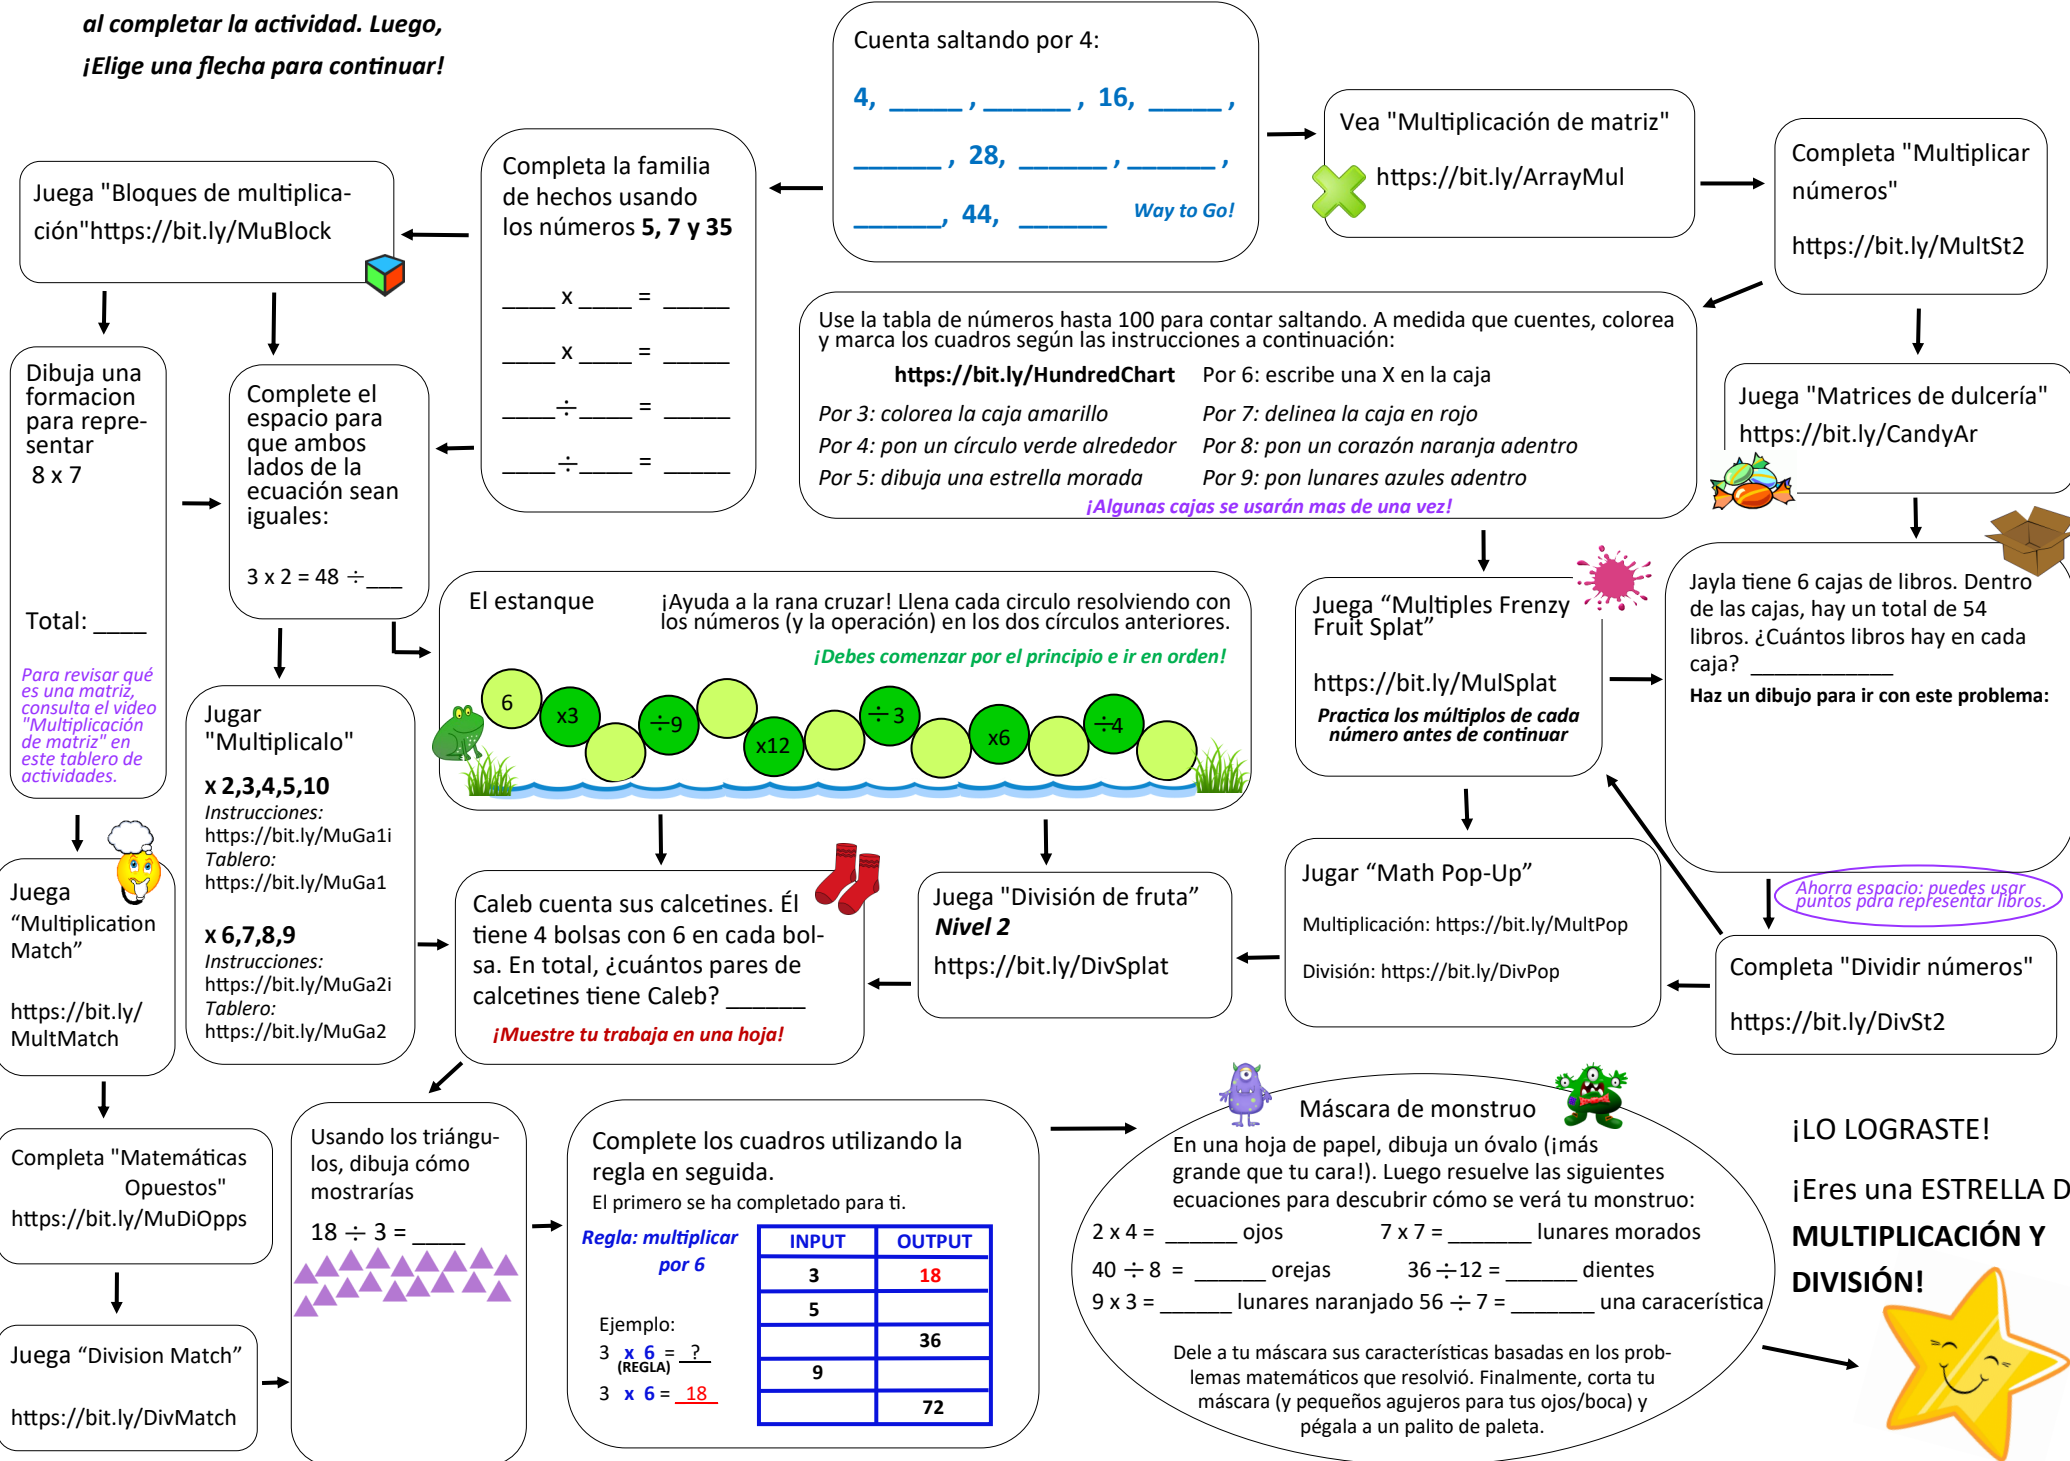 al completar la actividad. Luego,
¡Elige una flecha para continuar!
Cuenta saltando por 4:
4, _____ , ______ , 16, _____ ,
______ , 28, ______ , ______ ,
______, 44, ______ Way to Go!
Vea "Multiplicación de matriz"
https://bit.ly/ArrayMul
Completa "Multiplicar
números"
https://bit.ly/MultSt2
Completa la familia
de hechos usando
los números 5, 7 y 35
____ x ____ = _____
____ x ____ = _____
____÷____ = _____
____÷____ = _____
Juega "Bloques de multiplica-
ción"https://bit.ly/MuBlock
Dibuja una
formacion
para repre-
sentar
8 x 7
Total: ____
Para revisar qué
es una matriz,
consulta el video
"Multiplicación
de matriz" en
este tablero de
actividades.
Complete el
espacio para
que ambos
lados de la
ecuación sean
iguales:
3 x 2 = 48 ÷___
Use la tabla de números hasta 100 para contar saltando. A medida que cuentes, colorea
y marca los cuadros según las instrucciones a continuación:
https://bit.ly/HundredChart Por 6: escribe una X en la caja
Por 3: colorea la caja amarillo Por 7: delinea la caja en rojo
Por 4: pon un círculo verde alrededor Por 8: pon un corazón naranja adentro
Por 5: dibuja una estrella morada Por 9: pon lunares azules adentro
¡Algunas cajas se usarán mas de una vez!
Juega "Matrices de dulcería"
https://bit.ly/CandyAr
El estanque
¡Ayuda a la rana cruzar! Llena cada circulo resolviendo con
los números (y la operación) en los dos círculos anteriores.
¡Debes comenzar por el principio e ir en orden!
6 x3 ÷9 x12 ÷3 x6 ÷4
Juega “Multiples Frenzy
Fruit Splat”
https://bit.ly/MulSplat
Practica los múltiplos de cada
número antes de continuar
Jayla tiene 6 cajas de libros. Dentro
de las cajas, hay un total de 54
libros. ¿Cuántos libros hay en cada
caja? ____________
Haz un dibujo para ir con este problema:
Ahorra espacio: puedes usar
puntos pdra representar libros.
Jugar
"Multiplicalo"
x 2,3,4,5,10
Instrucciones:
https://bit.ly/MuGa1i
Tablero:
https://bit.ly/MuGa1
x 6,7,8,9
Instrucciones:
https://bit.ly/MuGa2i
Tablero:
https://bit.ly/MuGa2
Juega
“Multiplication
Match”
https://bit.ly/
MultMatch
Caleb cuenta sus calcetines. Él
tiene 4 bolsas con 6 en cada bol-
sa. En total, ¿cuántos pares de
calcetines tiene Caleb? ______
¡Muestre tu trabaja en una hoja!
Juega "División de fruta”
Nivel 2
https://bit.ly/DivSplat
Jugar “Math Pop-Up”
Multiplicación: https://bit.ly/MultPop
División: https://bit.ly/DivPop
Completa "Dividir números"
https://bit.ly/DivSt2
Completa "Matemáticas
Opuestos"
https://bit.ly/MuDiOpps
Juega “Division Match”
https://bit.ly/DivMatch
Usando los triángu-
los, dibuja cómo
mostrarías
18 ÷ 3 = ____
Complete los cuadros utilizando la
regla en seguida.
El primero se ha completado para ti.
Regla: multiplicar
por 6
Ejemplo:
3 x 6 = _?_
(REGLA)
3 x 6 = _18_
INPUT OUTPUT
3 18
5
36
9
72
Máscara de monstruo
En una hoja de papel, dibuja un óvalo (¡más
grande que tu cara!). Luego resuelve las siguientes
ecuaciones para descubrir cómo se verá tu monstruo:
2 x 4 = ______ ojos 7 x 7 = _______ lunares morados
40 ÷ 8 = ______ orejas 36 ÷12 = ______ dientes
9 x 3 = ______ lunares naranjado 56 ÷ 7 = _______ una caracerística
Dele a tu máscara sus características basadas en los prob-
lemas matemáticos que resolvió. Finalmente, corta tu
máscara (y pequeños agujeros para tus ojos/boca) y
pégala a un palito de paleta.
¡LO LOGRASTE!
¡Eres una ESTRELLA D
MULTIPLICACIÓN Y
DIVISIÓN!